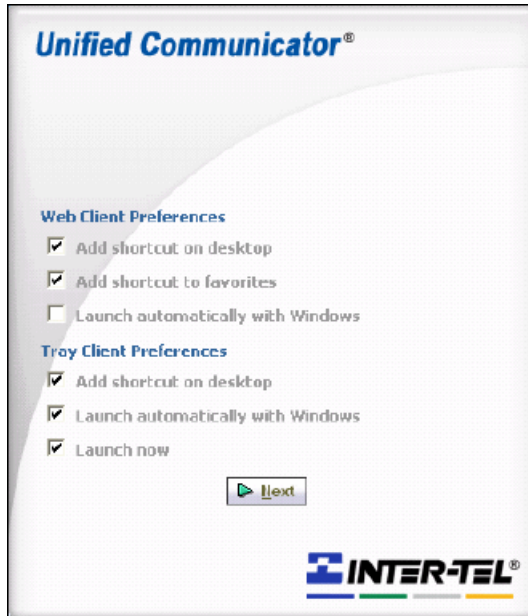 Unified Communicator®
Web Client Preferences
Add shortcut on desktop
Add shortcut to favorites
Launch automatically with Windows
Tray Client Preferences
Add shortcut on desktop
Launch automatically with Windows
Launch now
Next
INTER-TEL®